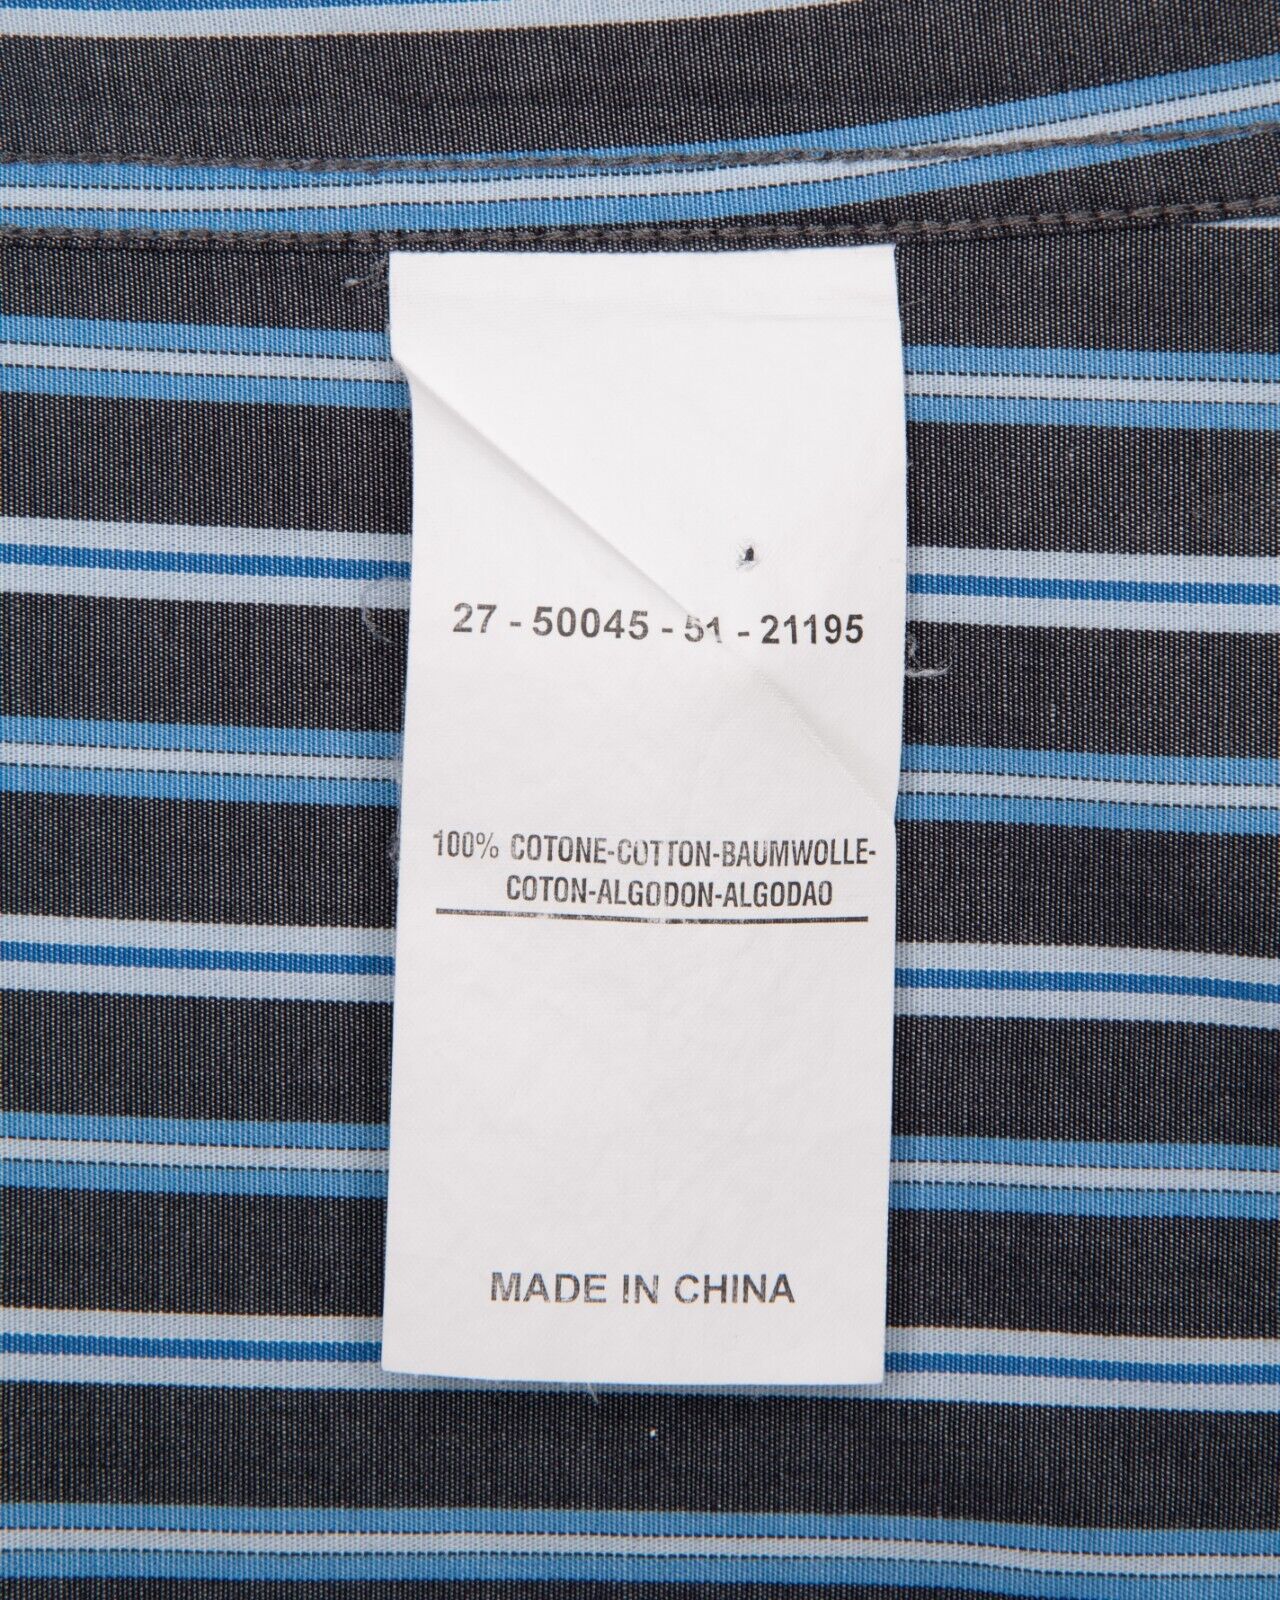 27 - 50045 - 51 - 21195
100% COTONE-COTTON-BAUMWOLLE-
COTON-ALGODON-ALGODAO
MADE IN CHINA